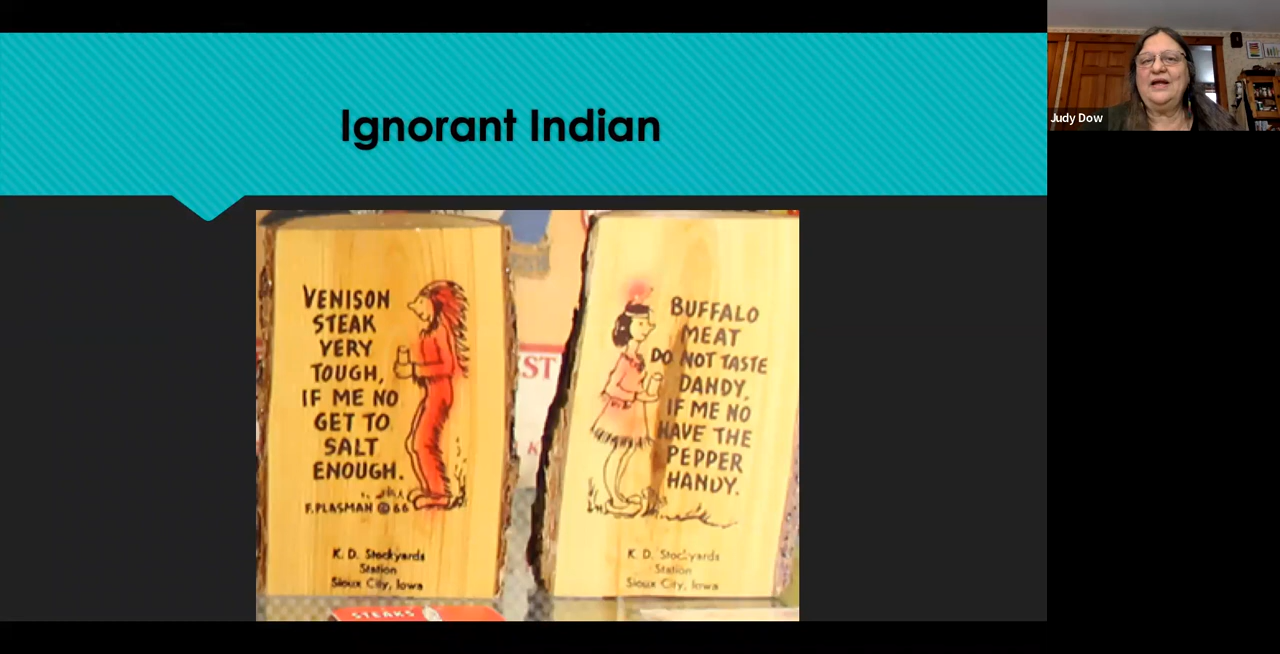 Ignorant Indian
Judy Dow
VENISON
STEAK
VERY
TOUGH,
IF ME NO
GET TO
SALT
ENOUGH.
F.PLASMAN © 66
K. D. Stockyards
Station
Sioux City, Iowa
BUFFALO
MEAT
DO NOT TASTE
DANDY,
IF ME NO
HAVE THE
PEPPER
HANDY.
K. D. Stockyards
Station
Sioux City, Iowa
EST
K
STEAKS